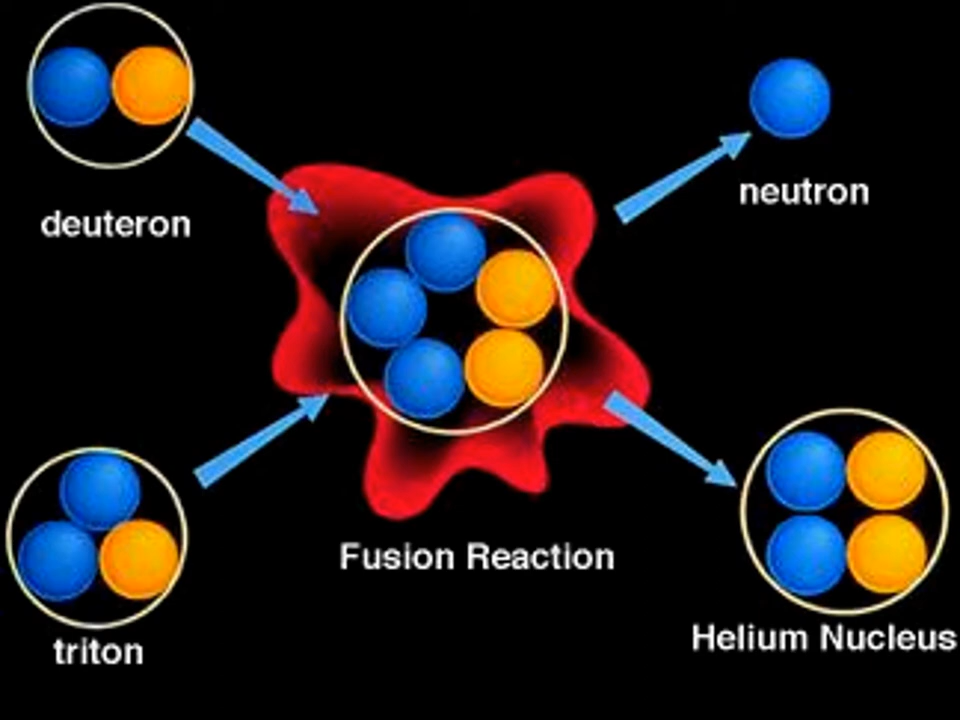 deuteron
neutron
Fusion Reaction
triton
Helium Nucleus